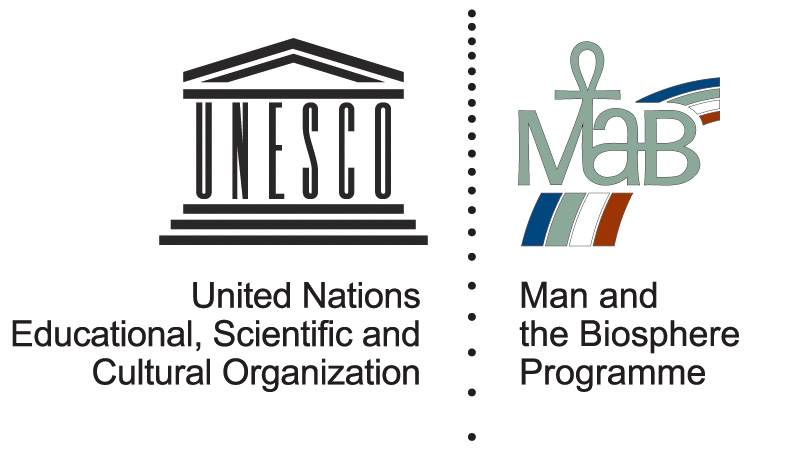 UNESCO
United Nations
Educational, Scientific and
Cultural Organization
MaB
Man and
the Biosphere
Programme